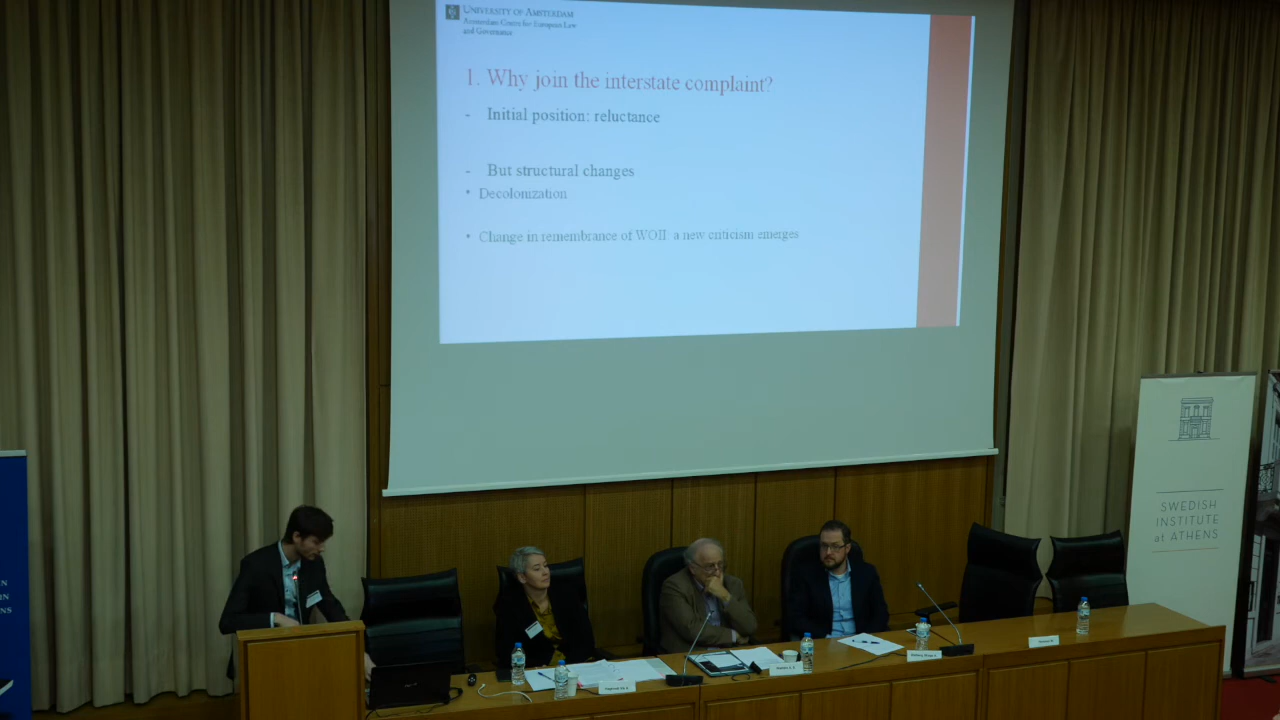 UNIVERSITY OF AMSTERDAM
Amsterdam Centre for European Law
and Governance
1. Why join the interstate complaint?
- Initial position: reluctance
- But structural changes
• Decolonization
• Change in remembrance of WOII: a new criticism emerges
SWEDISH
INSTITUTE
at ATHENS